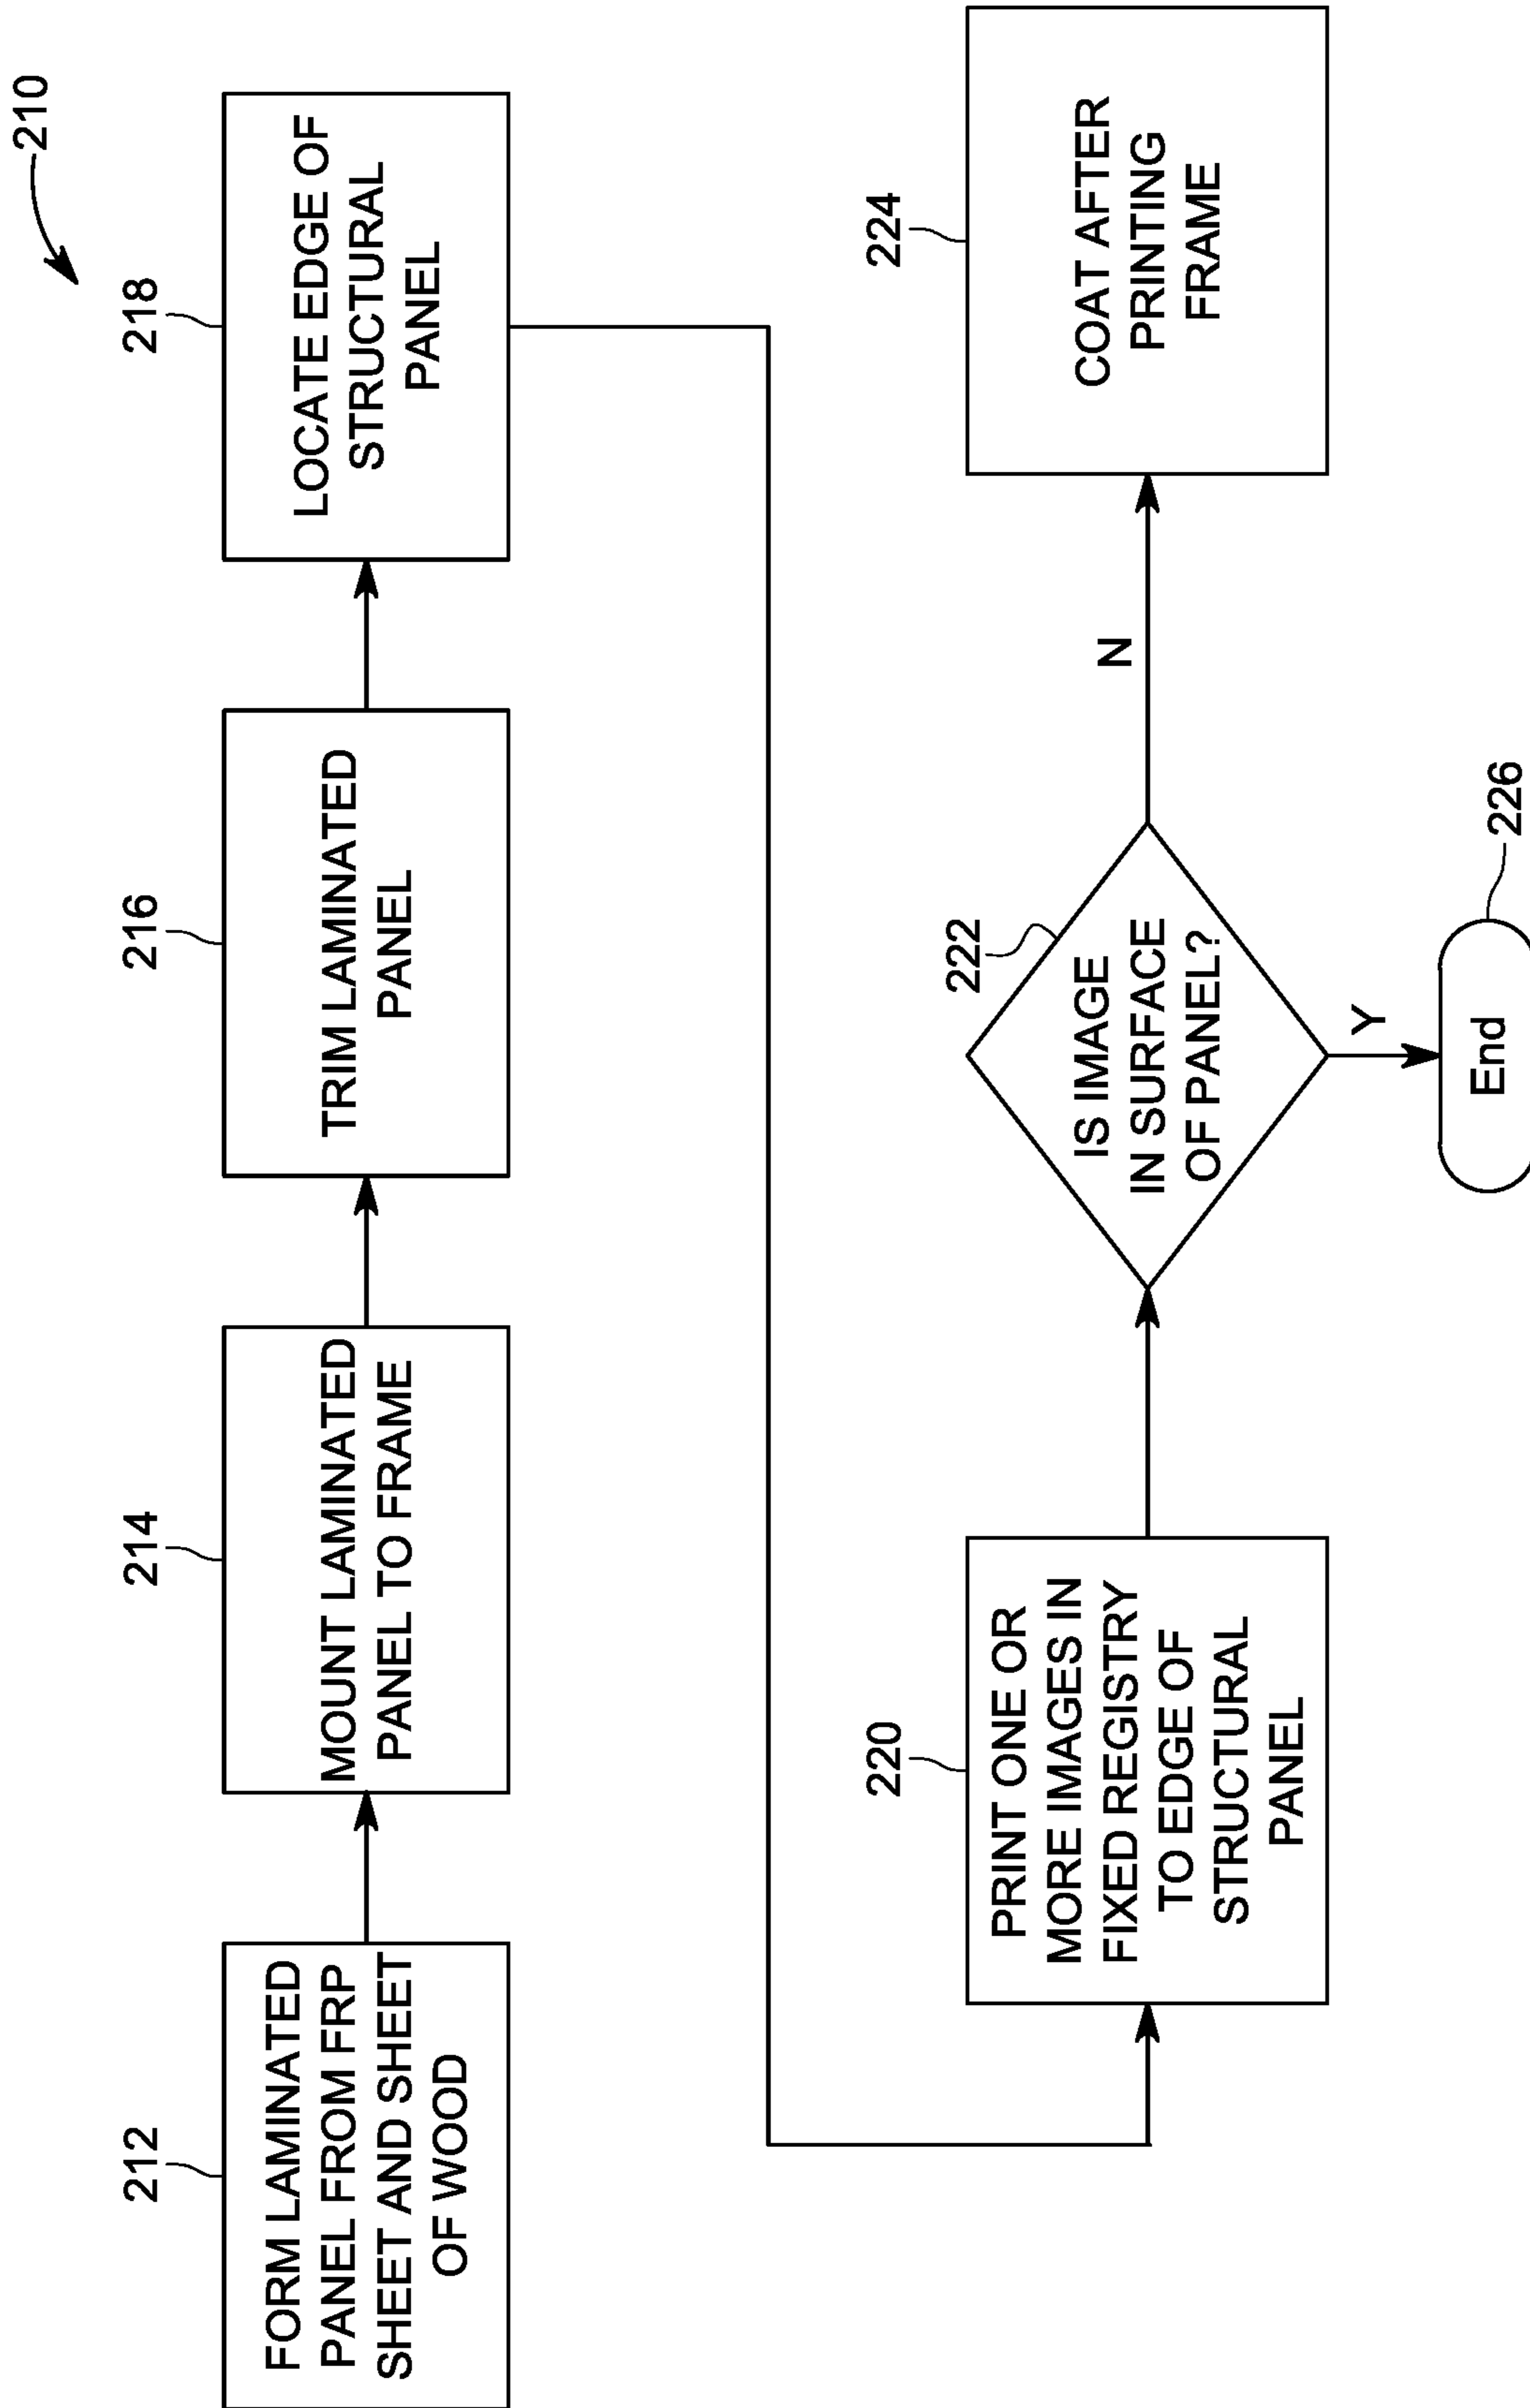 210
212
FORM LAMINATED
PANEL FROM FRP
SHEET AND SHEET
OF WOOD
214
MOUNT LAMINATED
PANEL TO FRAME
216
TRIM LAMINATED
PANEL
218
LOCATE EDGE OF
STRUCTURAL
PANEL
220
PRINT ONE OR
MORE IMAGES IN
FIXED REGISTRY
TO EDGE OF
STRUCTURAL
PANEL
222
IS IMAGE
IN SURFACE
OF PANEL?
N
224
COAT AFTER
PRINTING
FRAME
Y
End
226